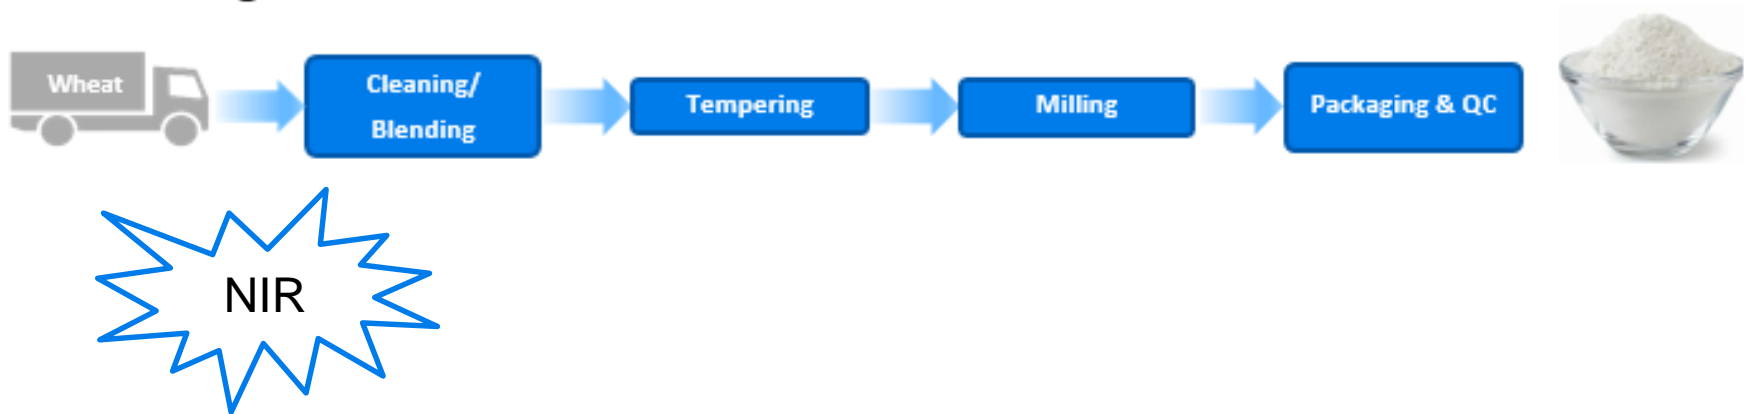 Wheat
Cleaning/
Blending
Tempering
Milling
Packaging & QC
NIR